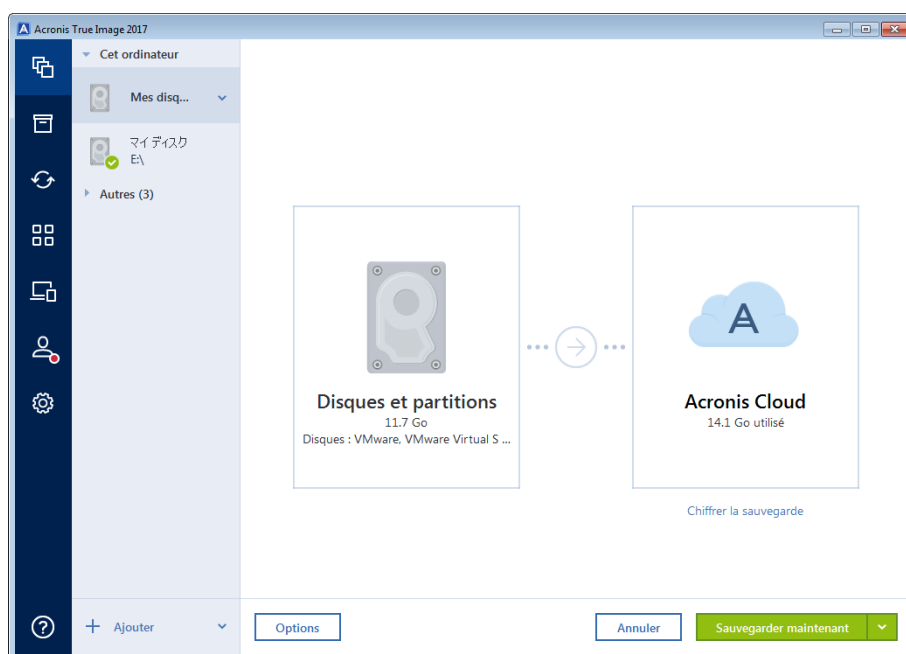 Acronis True Image 2017
Cet ordinateur
Mes disq...
マイ ディスク
E:\
Autres (3)
Disques et partitions
11.7 Go
Disques : VMware, VMware Virtual S ...
Acronis Cloud
14.1 Go utilisé
Chiffrer la sauvegarde
Ajouter
Options
Annuler
Sauvegarder maintenant